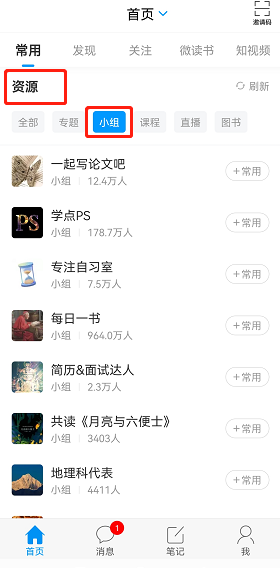 首页
邀请码
常用 发现 关注 微读书 知视频
资源 刷新
全部 专题 小组 课程 直播 图书
一起写论文吧
小组 12.4万人
+常用
PS
学点PS
小组 178.7万人
+常用
专注自习室
小组 7.5万人
+常用
每日一书
小组 964.0万人
+常用
简历&面试达人
小组 2.3万人
+常用
共读《月亮与六便士》
小组 3403人
+常用
地理科代表
小组 4411人
+常用
1
首页 消息 笔记 我